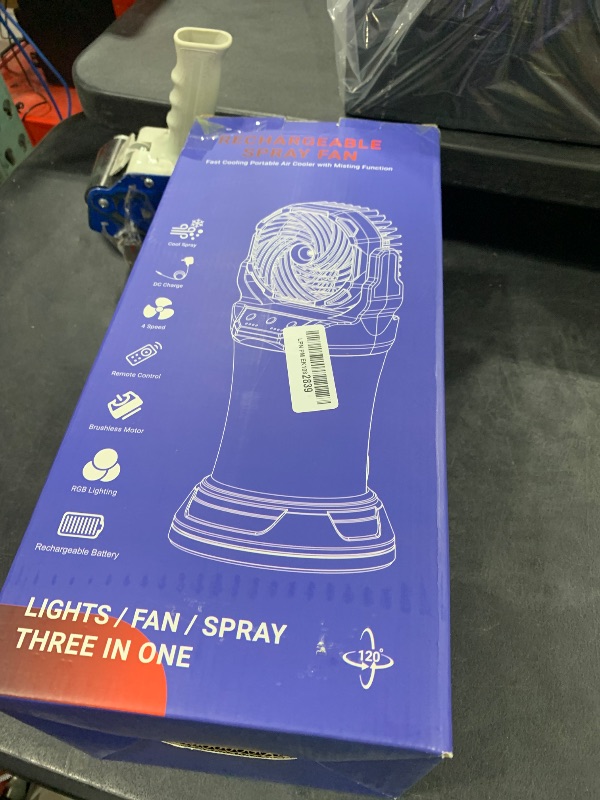 RECHARGEABLE
SPRAY FAN
Fast Cooling Portable Air Cooler with Misting Function
Cool Spray
DC Charge
4 Speed
Remote Control
Brushless Motor
RGB Lighting
Rechargeable Battery
2839
LIGHTS / FAN / SPRAY
THREE IN ONE
120°